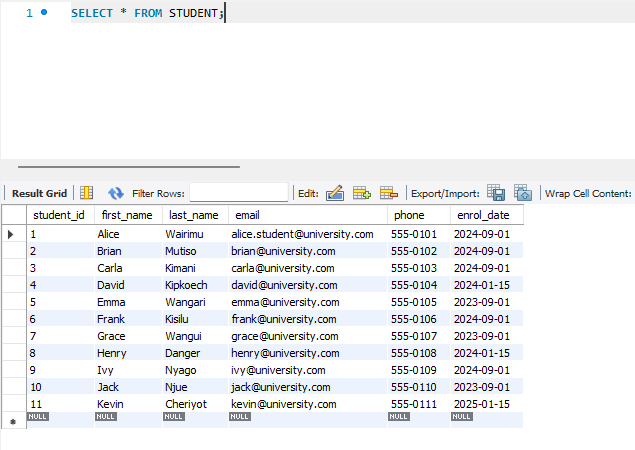 1 SELECT * FROM STUDENT;
Result Grid Filter Rows: Edit: Export/Import: Wrap Cell Content:
student_id first_name last_name email phone enrol_date
1 Alice Wairimu alice.student@university.com 555-0101 2024-09-01
2 Brian Mutiso brian@university.com 555-0102 2024-09-01
3 Carla Kimani carla@university.com 555-0103 2024-09-01
4 David Kipkoech david@university.com 555-0104 2024-01-15
5 Emma Wangari emma@university.com 555-0105 2023-09-01
6 Frank Kisilu frank@university.com 555-0106 2024-09-01
7 Grace Wangui grace@university.com 555-0107 2023-09-01
8 Henry Danger henry@university.com 555-0108 2024-01-15
9 Ivy Nyago ivy@university.com 555-0109 2024-09-01
10 Jack Njue jack@university.com 555-0110 2023-09-01
11 Kevin Cheriyot kevin@university.com 555-0111 2025-01-15
NULL NULL NULL NULL NULL NULL